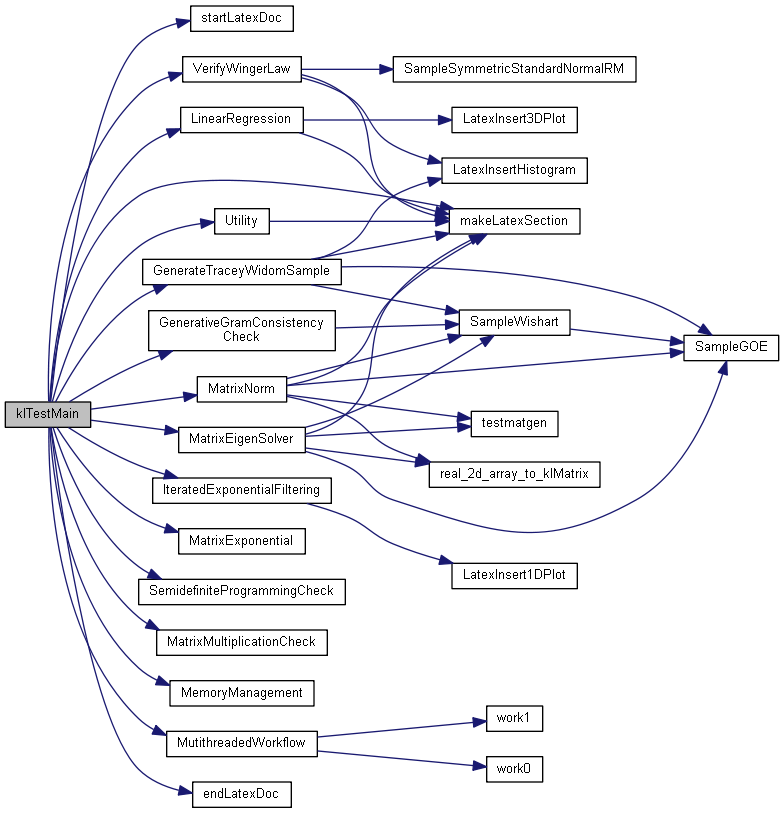 startLatexDoc
VerifyWingerLaw
SampleSymmetricStandardNormalRM
LinearRegression
LatexInsert3DPlot
LatexInsertHistogram
Utility
makeLatexSection
GenerateTraceyWidomSample
GenerativeGramConsistency
Check
SampleWishart
SampleGOE
MatrixNorm
klTestMain
testmatgen
MatrixEigenSolver
real_2d_array_to_klMatrix
IteratedExponentialFiltering
MatrixExponential
LatexInsert1DPlot
SemidefiniteProgrammingCheck
MatrixMultiplicationCheck
MemoryManagement
work1
MutithreadedWorkflow
work0
endLatexDoc